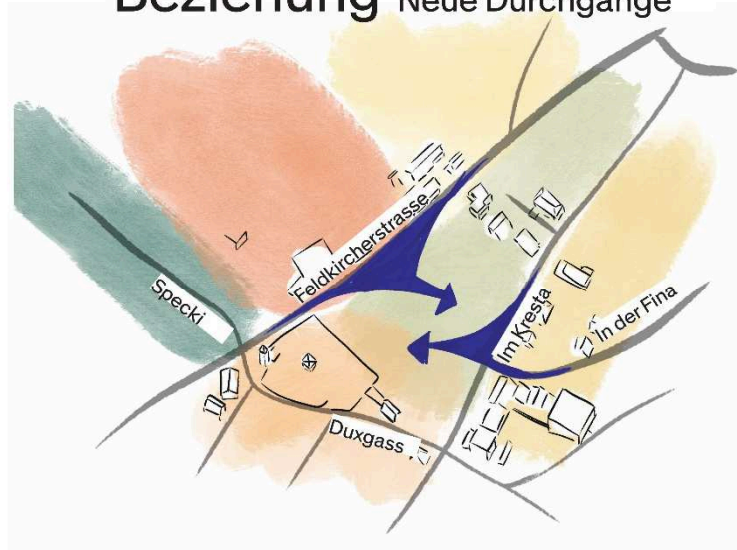 Beziehung Neue Durchgänge
Feldkircherstrasse
Specki
Im Kresta
In der Fina
Duxgass